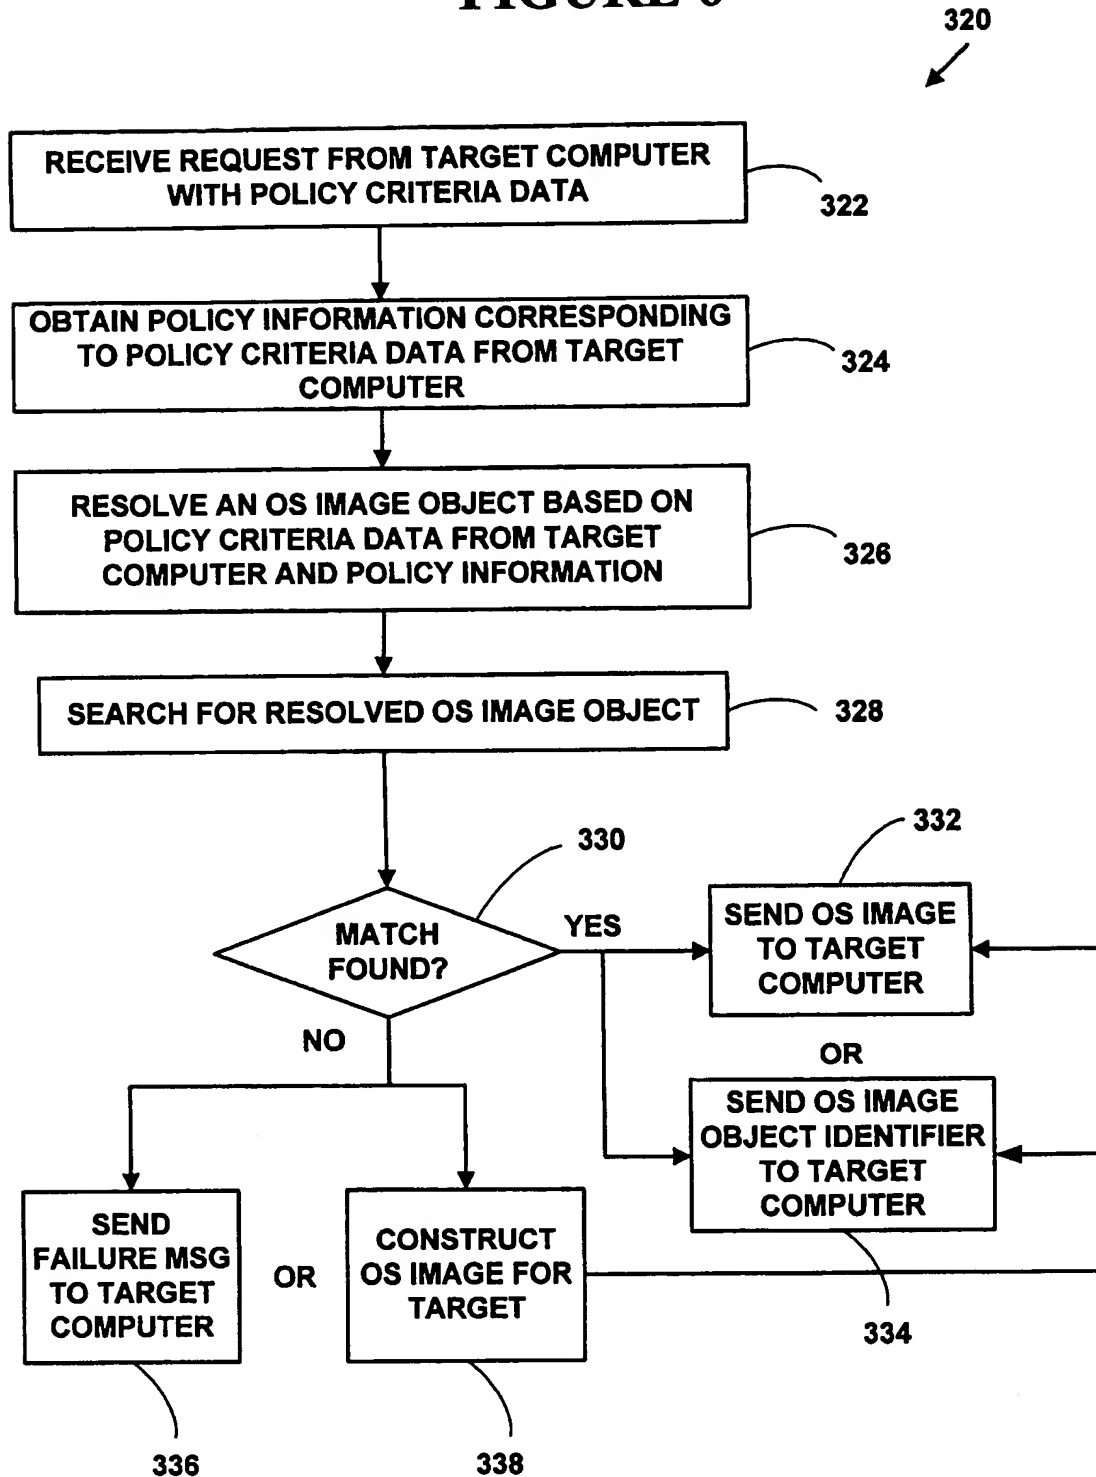 320
RECEIVE REQUEST FROM TARGET COMPUTER
WITH POLICY CRITERIA DATA
322
OBTAIN POLICY INFORMATION CORRESPONDING
TO POLICY CRITERIA DATA FROM TARGET
COMPUTER
324
RESOLVE AN OS IMAGE OBJECT BASED ON
POLICY CRITERIA DATA FROM TARGET
COMPUTER AND POLICY INFORMATION
326
SEARCH FOR RESOLVED OS IMAGE OBJECT
328
330
MATCH
FOUND?
YES
NO
332
SEND OS IMAGE
TO TARGET
COMPUTER
OR
SEND OS IMAGE
OBJECT IDENTIFIER
TO TARGET
COMPUTER
334
SEND
FAILURE MSG
TO TARGET
COMPUTER
336
OR
CONSTRUCT
OS IMAGE FOR
TARGET
338